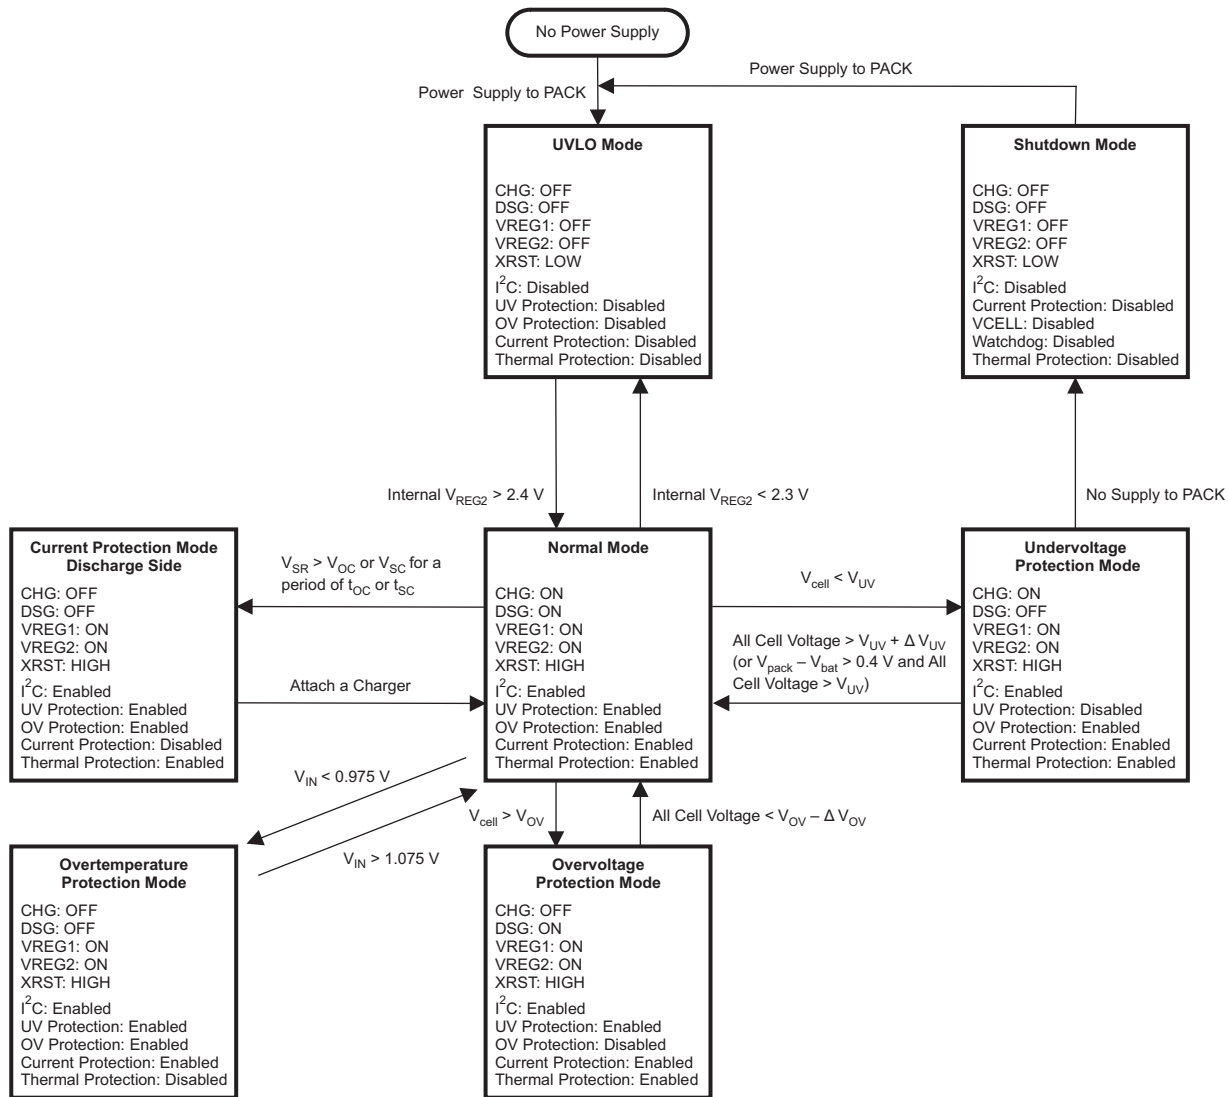 No Power Supply
Power Supply to PACK
Power Supply to PACK
UVLO Mode
CHG: OFF
DSG: OFF
VREG1: OFF
VREG2: OFF
XRST: LOW
I²C: Disabled
UV Protection: Disabled
OV Protection: Disabled
Current Protection: Disabled
Thermal Protection: Disabled
Shutdown Mode
CHG: OFF
DSG: OFF
VREG1: OFF
VREG2: OFF
XRST: LOW
I²C: Disabled
Current Protection: Disabled
VCELL: Disabled
Watchdog: Disabled
Thermal Protection: Disabled
Internal VREG2 > 2.4 V
Internal VREG2 < 2.3 V
No Supply to PACK
Current Protection Mode
Discharge Side
CHG: OFF
DSG: OFF
VREG1: ON
VREG2: ON
XRST: HIGH
I²C: Enabled
UV Protection: Enabled
OV Protection: Enabled
Current Protection: Disabled
Thermal Protection: Enabled
VSR > VOC or VSC for a
period of tOC or tSC
Attach a Charger
Normal Mode
CHG: ON
DSG: ON
VREG1: ON
VREG2: ON
XRST: HIGH
I²C: Enabled
UV Protection: Enabled
OV Protection: Enabled
Current Protection: Enabled
Thermal Protection: Enabled
Vcell < VUV
All Cell Voltage > VUV + Δ VUV
(or Vpack – Vbat > 0.4 V and All
Cell Voltage > VUV)
Undervoltage
Protection Mode
CHG: ON
DSG: OFF
VREG1: ON
VREG2: ON
XRST: HIGH
I²C: Enabled
UV Protection: Disabled
OV Protection: Enabled
Current Protection: Enabled
Thermal Protection: Enabled
VIN < 0.975 V
VIN > 1.075 V
Vcell > VOV
All Cell Voltage < VOV – Δ VOV
Overtemperature
Protection Mode
CHG: OFF
DSG: OFF
VREG1: ON
VREG2: ON
XRST: HIGH
I²C: Enabled
UV Protection: Enabled
OV Protection: Enabled
Current Protection: Enabled
Thermal Protection: Disabled
Overvoltage
Protection Mode
CHG: OFF
DSG: ON
VREG1: ON
VREG2: ON
XRST: HIGH
I²C: Enabled
UV Protection: Enabled
OV Protection: Disabled
Current Protection: Enabled
Thermal Protection: Enabled